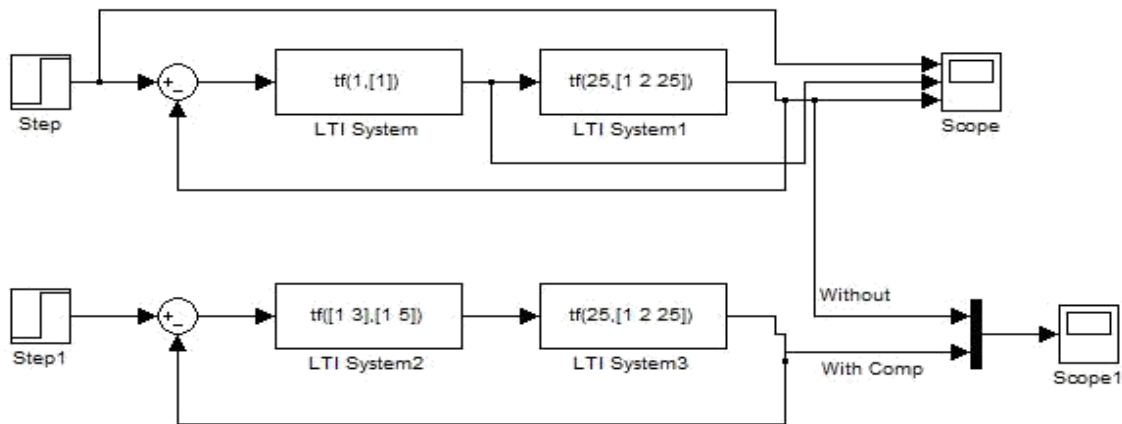 tf(1,[1])
tf(25,[1 2 25])
Step
LTI System
LTI System1
Scope
Without
tf([1 3],[1 5])
tf(25,[1 2 25])
Step1
LTI System2
LTI System3
With Comp
Scope1